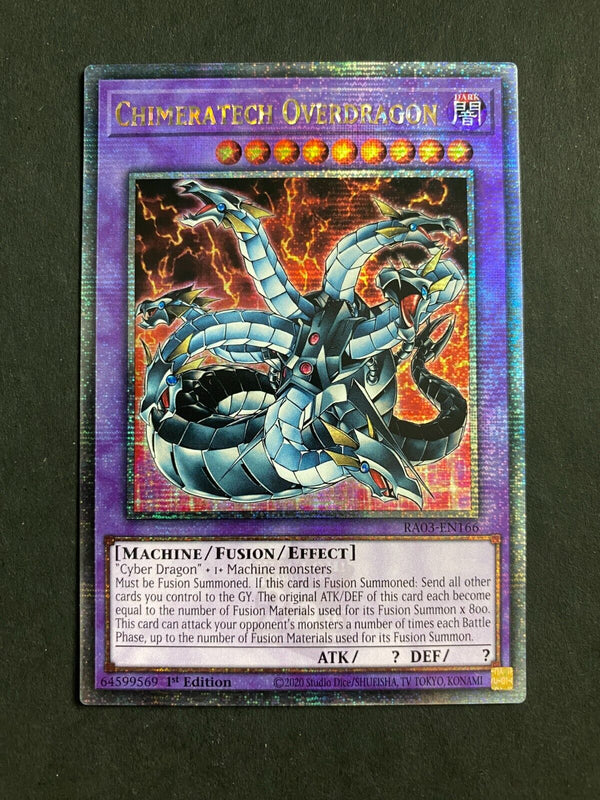 CHIMERATECH OVERDRAGON
DARK
闇
RA03-EN166
[MACHINE/FUSION/EFFECT]
"Cyber Dragon" + 1+ Machine monsters
Must be Fusion Summoned. If this card is Fusion Summoned: Send all other
cards you control to the GY. The original ATK/DEF of this card each become
equal to the number of Fusion Materials used for its Fusion Summon x 800.
This card can attack your opponent's monsters a number of times each Battle
Phase, up to the number of Fusion Materials used for its Fusion Summon.
ATK/ ? DEF/ ?
64599569 1st Edition ©2020 Studio Dice/SHUEISHA, TV TOKYO, KONAMI